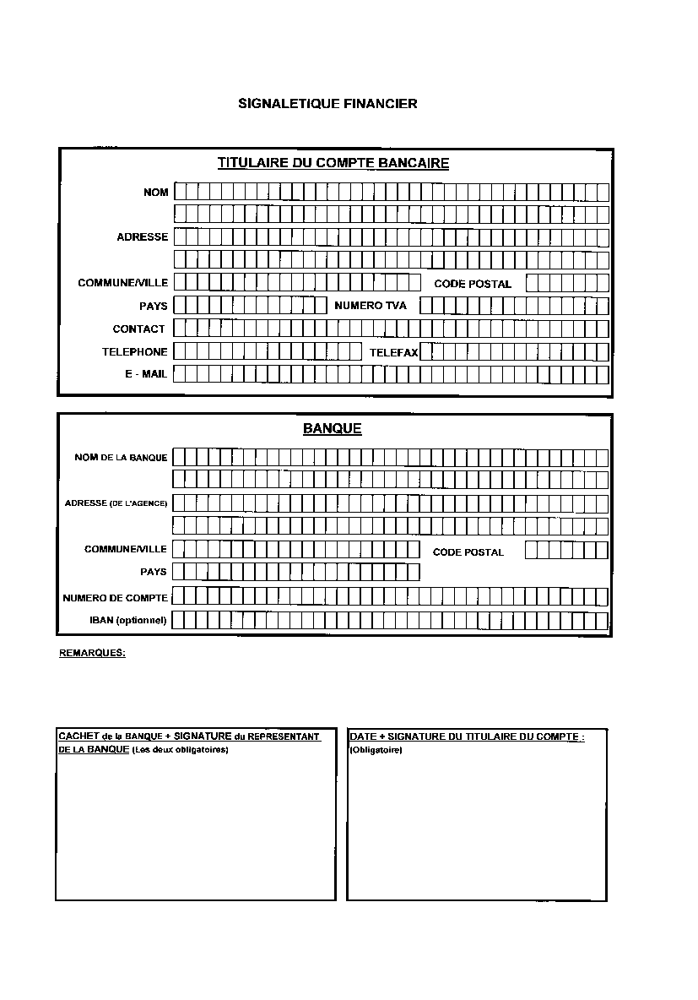 SIGNALETIQUE FINANCIER
TITULAIRE DU COMPTE BANCAIRE
NOM
ADRESSE
COMMUNE/VILLE CODE POSTAL
PAYS NUMERO TVA
CONTACT
TELEPHONE TELEFAX
E - MAIL
BANQUE
NOM DE LA BANQUE
ADRESSE (DE L'AGENCE)
COMMUNE/VILLE CODE POSTAL
PAYS
NUMERO DE COMPTE
IBAN (optionnel)
REMARQUES:
CACHET de la BANQUE + SIGNATURE du REPRESENTANT
DE LA BANQUE (Les deux obligatoires)
DATE + SIGNATURE DU TITULAIRE DU COMPTE :
(Obligatoire)